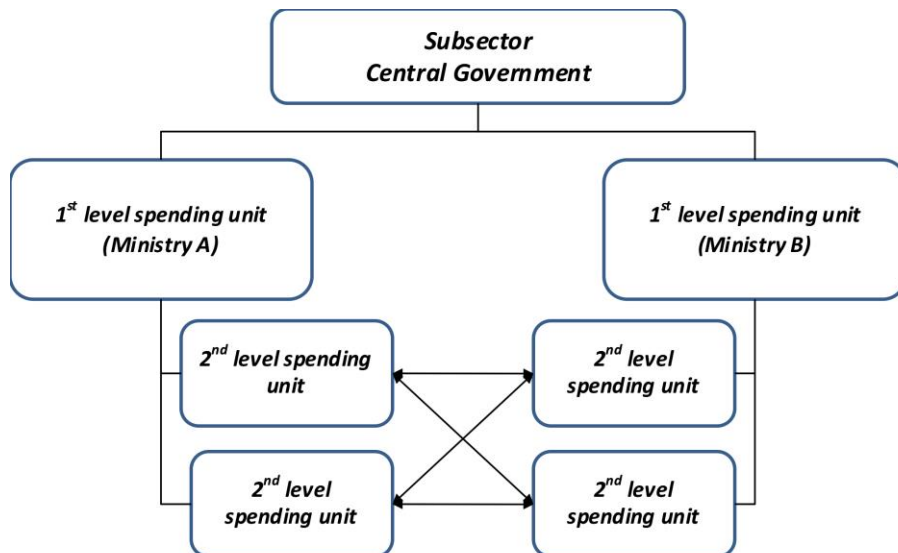 Subsector
Central Government
1st level spending unit
(Ministry A)
1st level spending unit
(Ministry B)
2nd level spending
unit
2nd level
spending unit
2nd level
spending unit
2nd level
spending unit